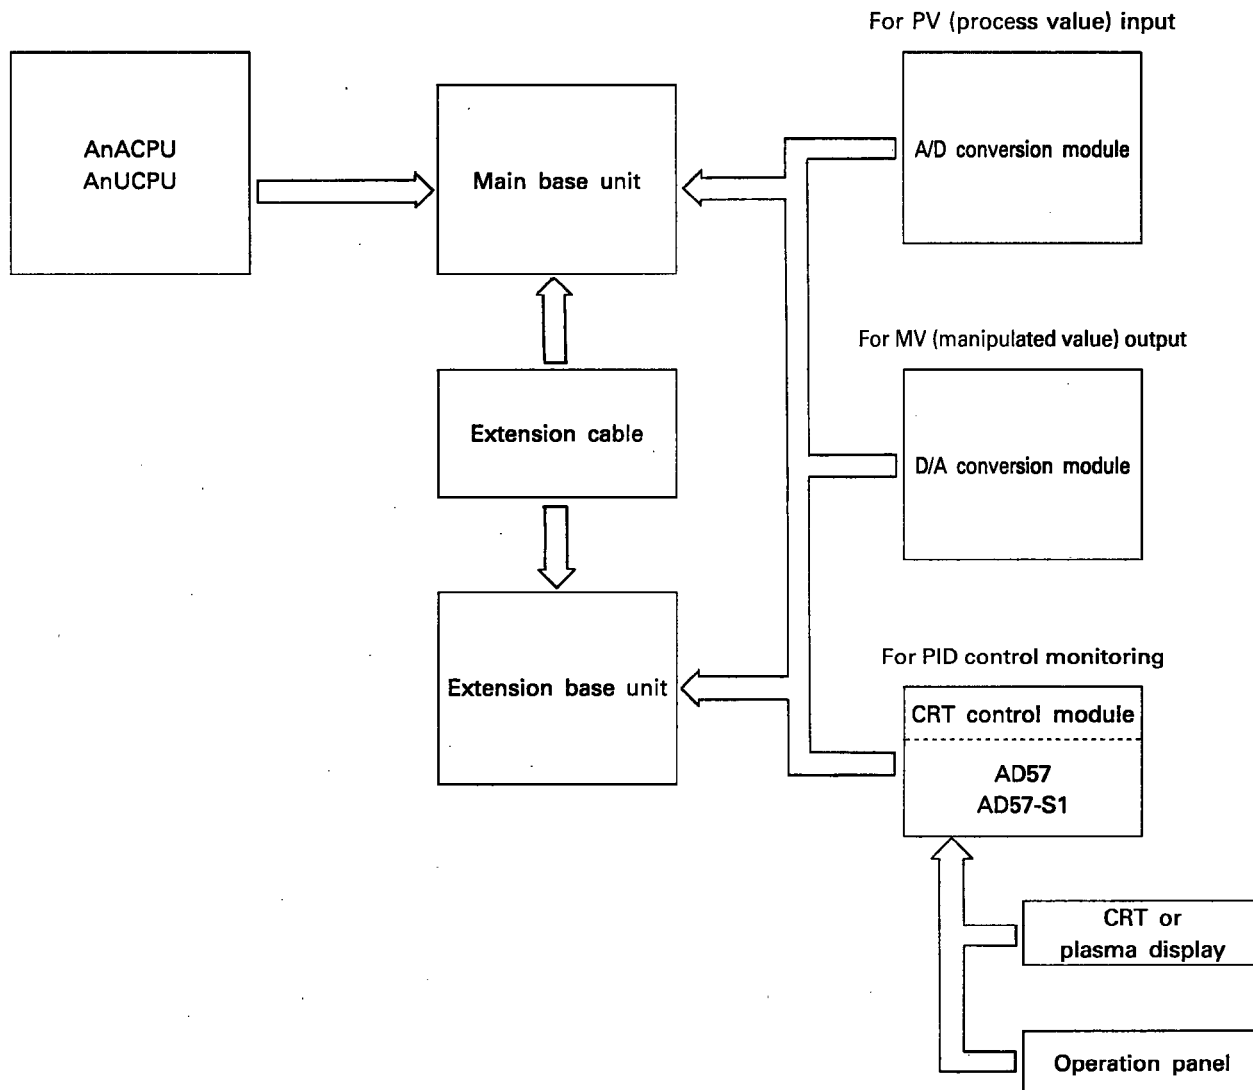 For PV (process value) input
AnACPU
AnUCPU
Main base unit
A/D conversion module
For MV (manipulated value) output
Extension cable
D/A conversion module
For PID control monitoring
Extension base unit
CRT control module
AD57
AD57-S1
CRT or
plasma display
Operation panel